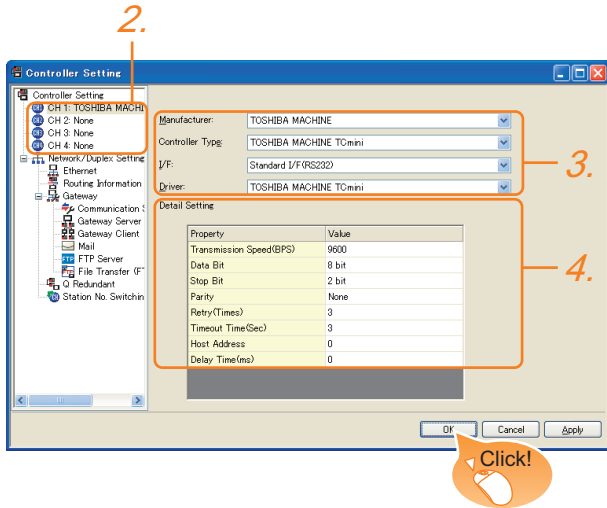 2.
Controller Setting
Controller Setting
CH 1: TOSHIBA MACHI
CH 2: None
CH 3: None
CH 4: None
Network/Duplex Setting
Ethernet
Routing Information
Gateway
Communication S
Gateway Server
Gateway Client
Mail
FTP FTP Server
File Transfer (F
Q Redundant
Station No. Switchin
Manufacturer: TOSHIBA MACHINE
Controller Type: TOSHIBA MACHINE TCmini
I/F: Standard I/F(RS232)
Driver: TOSHIBA MACHINE TCmini
3.
Detail Setting
Property Value
Transmission Speed(BPS) 9600
Data Bit 8 bit
Stop Bit 2 bit
Parity None
Retry(Times) 3
Timeout Time(Sec) 3
Host Address 0
Delay Time(ms) 0
4.
OK Cancel Apply
Click!